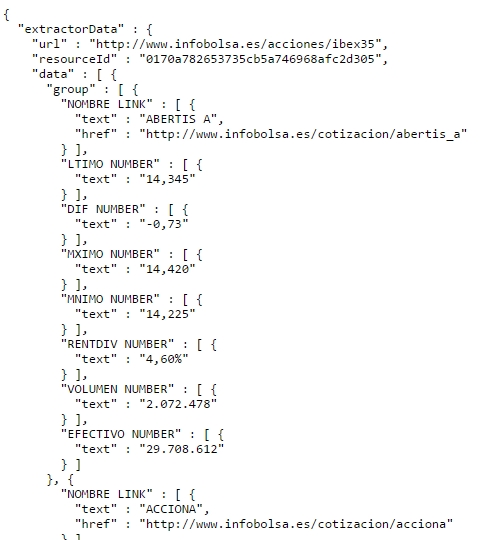 {
"extractorData" : {
"url" : "http://www.infobolsa.es/acciones/ibex35",
"resourceId" : "0170a782653735cb5a746968afc2d305",
"data" : [ {
"group" : [ {
"NOMBRE LINK" : [ {
"text" : "ABERTIS A",
"href" : "http://www.infobolsa.es/cotizacion/abertis_a"
} ],
"LTIMO NUMBER" : [ {
"text" : "14,345"
} ],
"DIF NUMBER" : [ {
"text" : "-0,73"
} ],
"MXIMO NUMBER" : [ {
"text" : "14,420"
} ],
"MNIMO NUMBER" : [ {
"text" : "14,225"
} ],
"RENTDIV NUMBER" : [ {
"text" : "4,60%"
} ],
"VOLUMEN NUMBER" : [ {
"text" : "2.072.478"
} ],
"EFECTIVO NUMBER" : [ {
"text" : "29.708.612"
} ]
}, {
"NOMBRE LINK" : [ {
"text" : "ACCIONA",
"href" : "http://www.infobolsa.es/cotizacion/acciona"
} ]